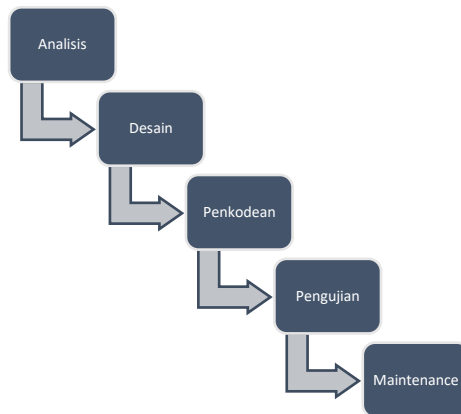 Analisis
Desain
Penkodean
Pengujian
Maintenance